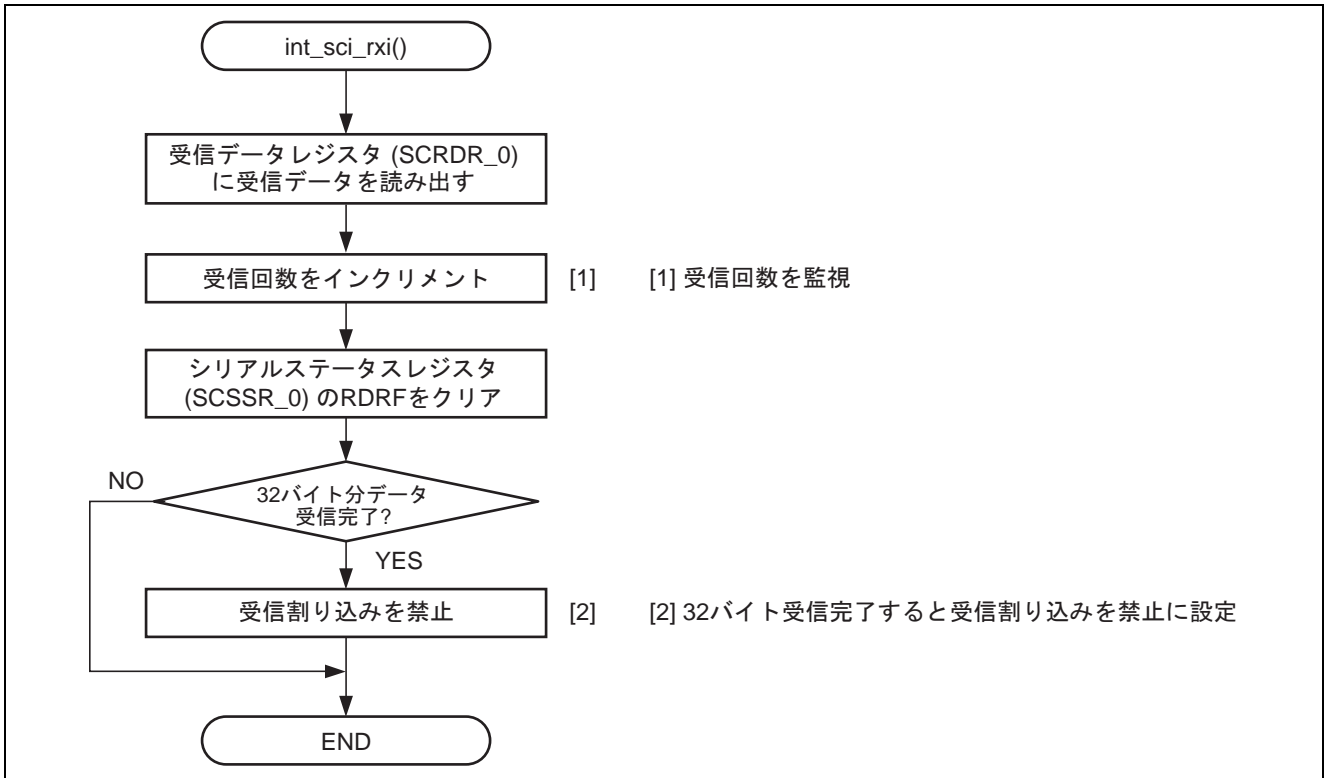 int_sci_rxi()
受信データレジスタ (SCRDR_0)
に受信データを読み出す
受信回数をインクリメント [1] [1] 受信回数を監視
シリアルステータスレジスタ
(SCSSR_0) のRDRFをクリア
NO
32バイト分データ
受信完了?
YES
受信割り込みを禁止 [2] [2] 32バイト受信完了すると受信割り込みを禁止に設定
END